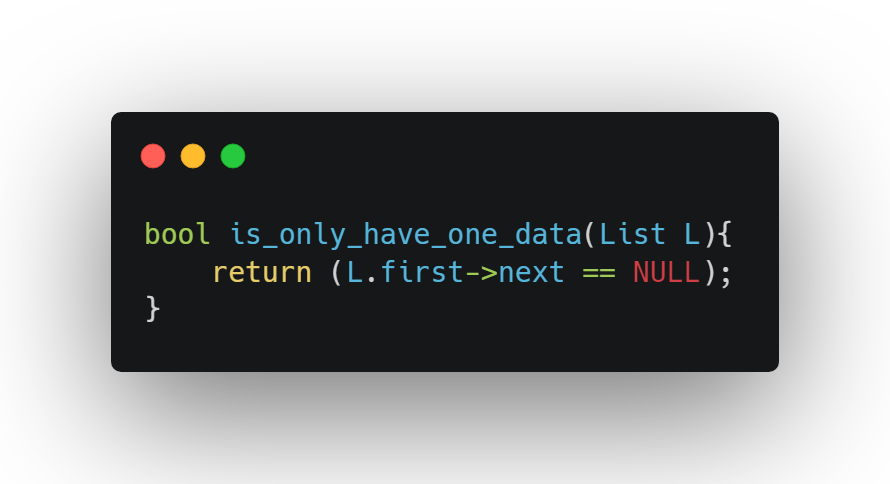 bool is_only_have_one_data(List L){
    return (L.first->next == NULL);
}